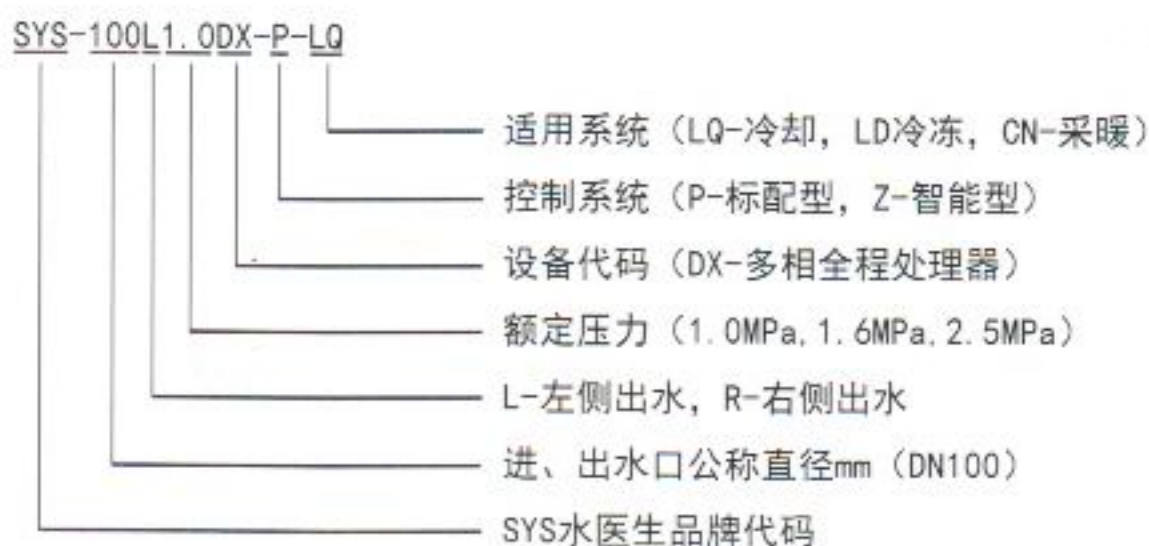 SYS-100L1.0DX-P-LQ
适用系统（LQ-冷却，LD冷冻，CN-采暖）
控制系统（P-标配型，Z-智能型）
设备代码（DX-多相全程处理器）
额定压力（1.0MPa,1.6MPa,2.5MPa）
L-左侧出水，R-右侧出水
进、出水口公称直径mm（DN100）
SYS水医生品牌代码